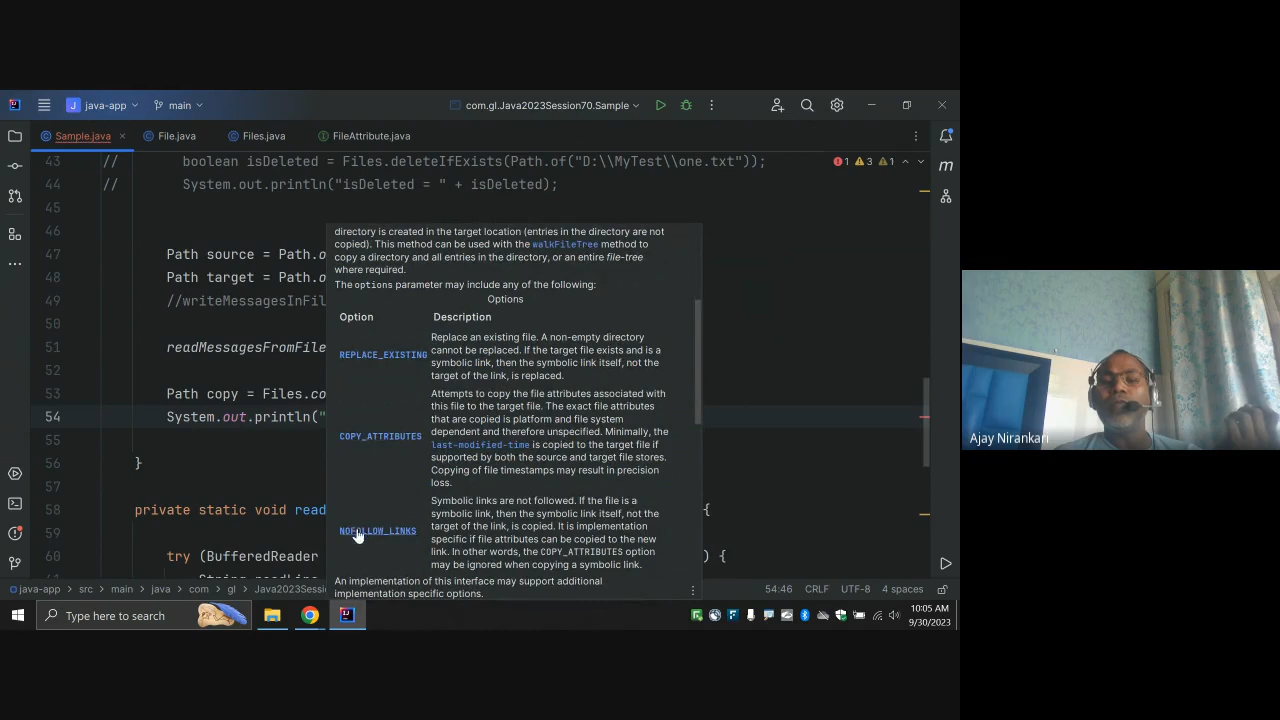 java-app
main
com.gl.Java2023Session70.Sample
Sample.java
File.java
Files.java
FileAttribute.java
43 // boolean isDeleted = Files.deleteIfExists(Path.of("D:\\MyTest\\one.txt"));
1 3 1
44 // System.out.println("isDeleted = " + isDeleted);
45
46
47 Path source = Path.o
48 Path target = Path.o
49 //writeMessagesInFil
50
51 readMessagesFromFile
52
53 Path copy = Files.co
54 System.out.println("
55
56 }
57
58 private static void read {
59
60 try (BufferedReader ) {
directory is created in the target location (entries in the directory are not
copied). This method can be used with the walkFileTree method to
copy a directory and all entries in the directory, or an entire file-tree
where required.
The options parameter may include any of the following:
Options
Option Description
REPLACE_EXISTING
Replace an existing file. A non-empty directory
cannot be replaced. If the target file exists and is a
symbolic link, then the symbolic link itself, not the
target of the link, is replaced.
COPY_ATTRIBUTES
Attempts to copy the file attributes associated with
this file to the target file. The exact file attributes
that are copied is platform and file system
dependent and therefore unspecified. Minimally, the
last-modified-time is copied to the target file if
supported by both the source and target file stores.
Copying of file timestamps may result in precision
loss.
NOFOLLOW_LINKS
Symbolic links are not followed. If the file is a
symbolic link, then the symbolic link itself, not the
target of the link, is copied. It is implementation
specific if file attributes can be copied to the new
link. In other words, the COPY_ATTRIBUTES option
may be ignored when copying a symbolic link.
An implementation of this interface may support additional
implementation specific options.
java-app > src > main > java > com > gl > Java2023Sessi
54:46 CRLF UTF-8 4 spaces
Type here to search
10:05 AM
9/30/2023
Ajay Nirankari